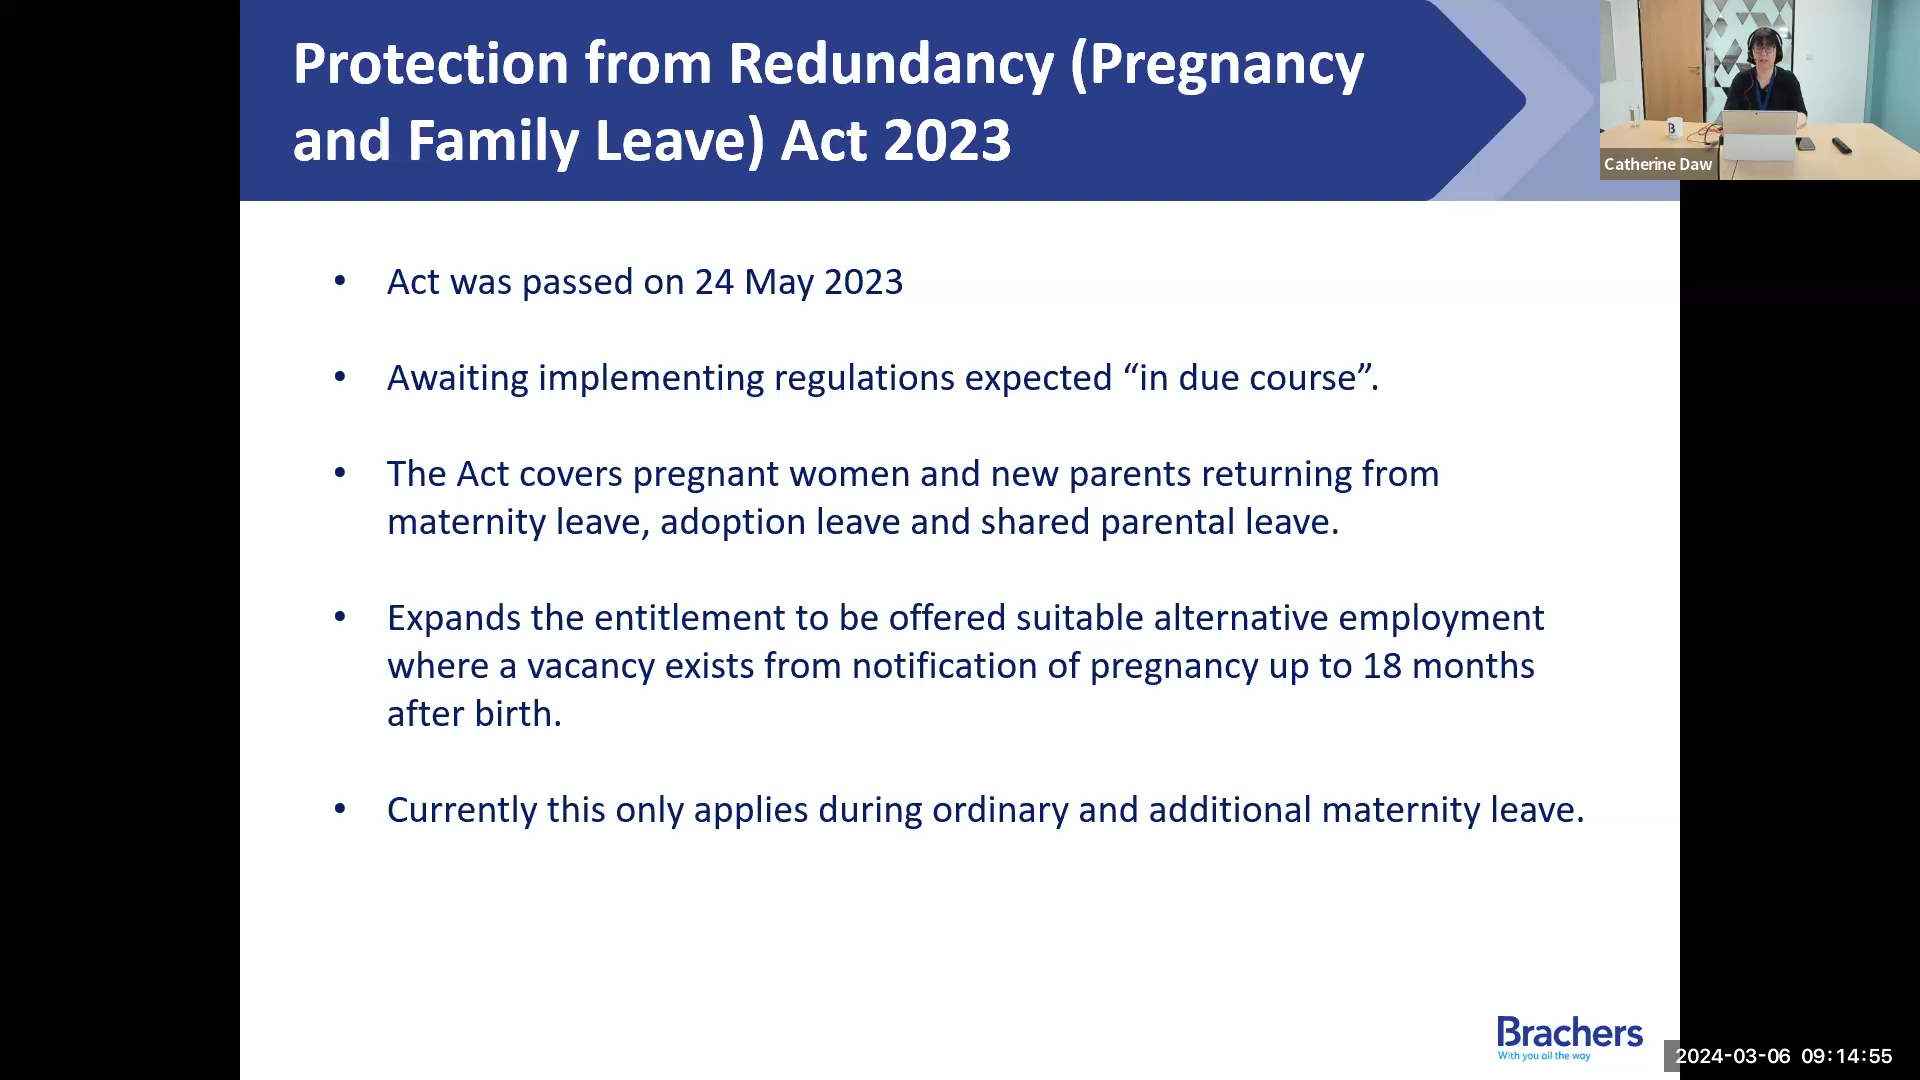 Protection from Redundancy (Pregnancy
and Family Leave) Act 2023
Catherine Daw
B
• Act was passed on 24 May 2023
• Awaiting implementing regulations expected “in due course”.
• The Act covers pregnant women and new parents returning from
maternity leave, adoption leave and shared parental leave.
• Expands the entitlement to be offered suitable alternative employment
where a vacancy exists from notification of pregnancy up to 18 months
after birth.
• Currently this only applies during ordinary and additional maternity leave.
Brachers
With you all the way
2024-03-06 09:14:55